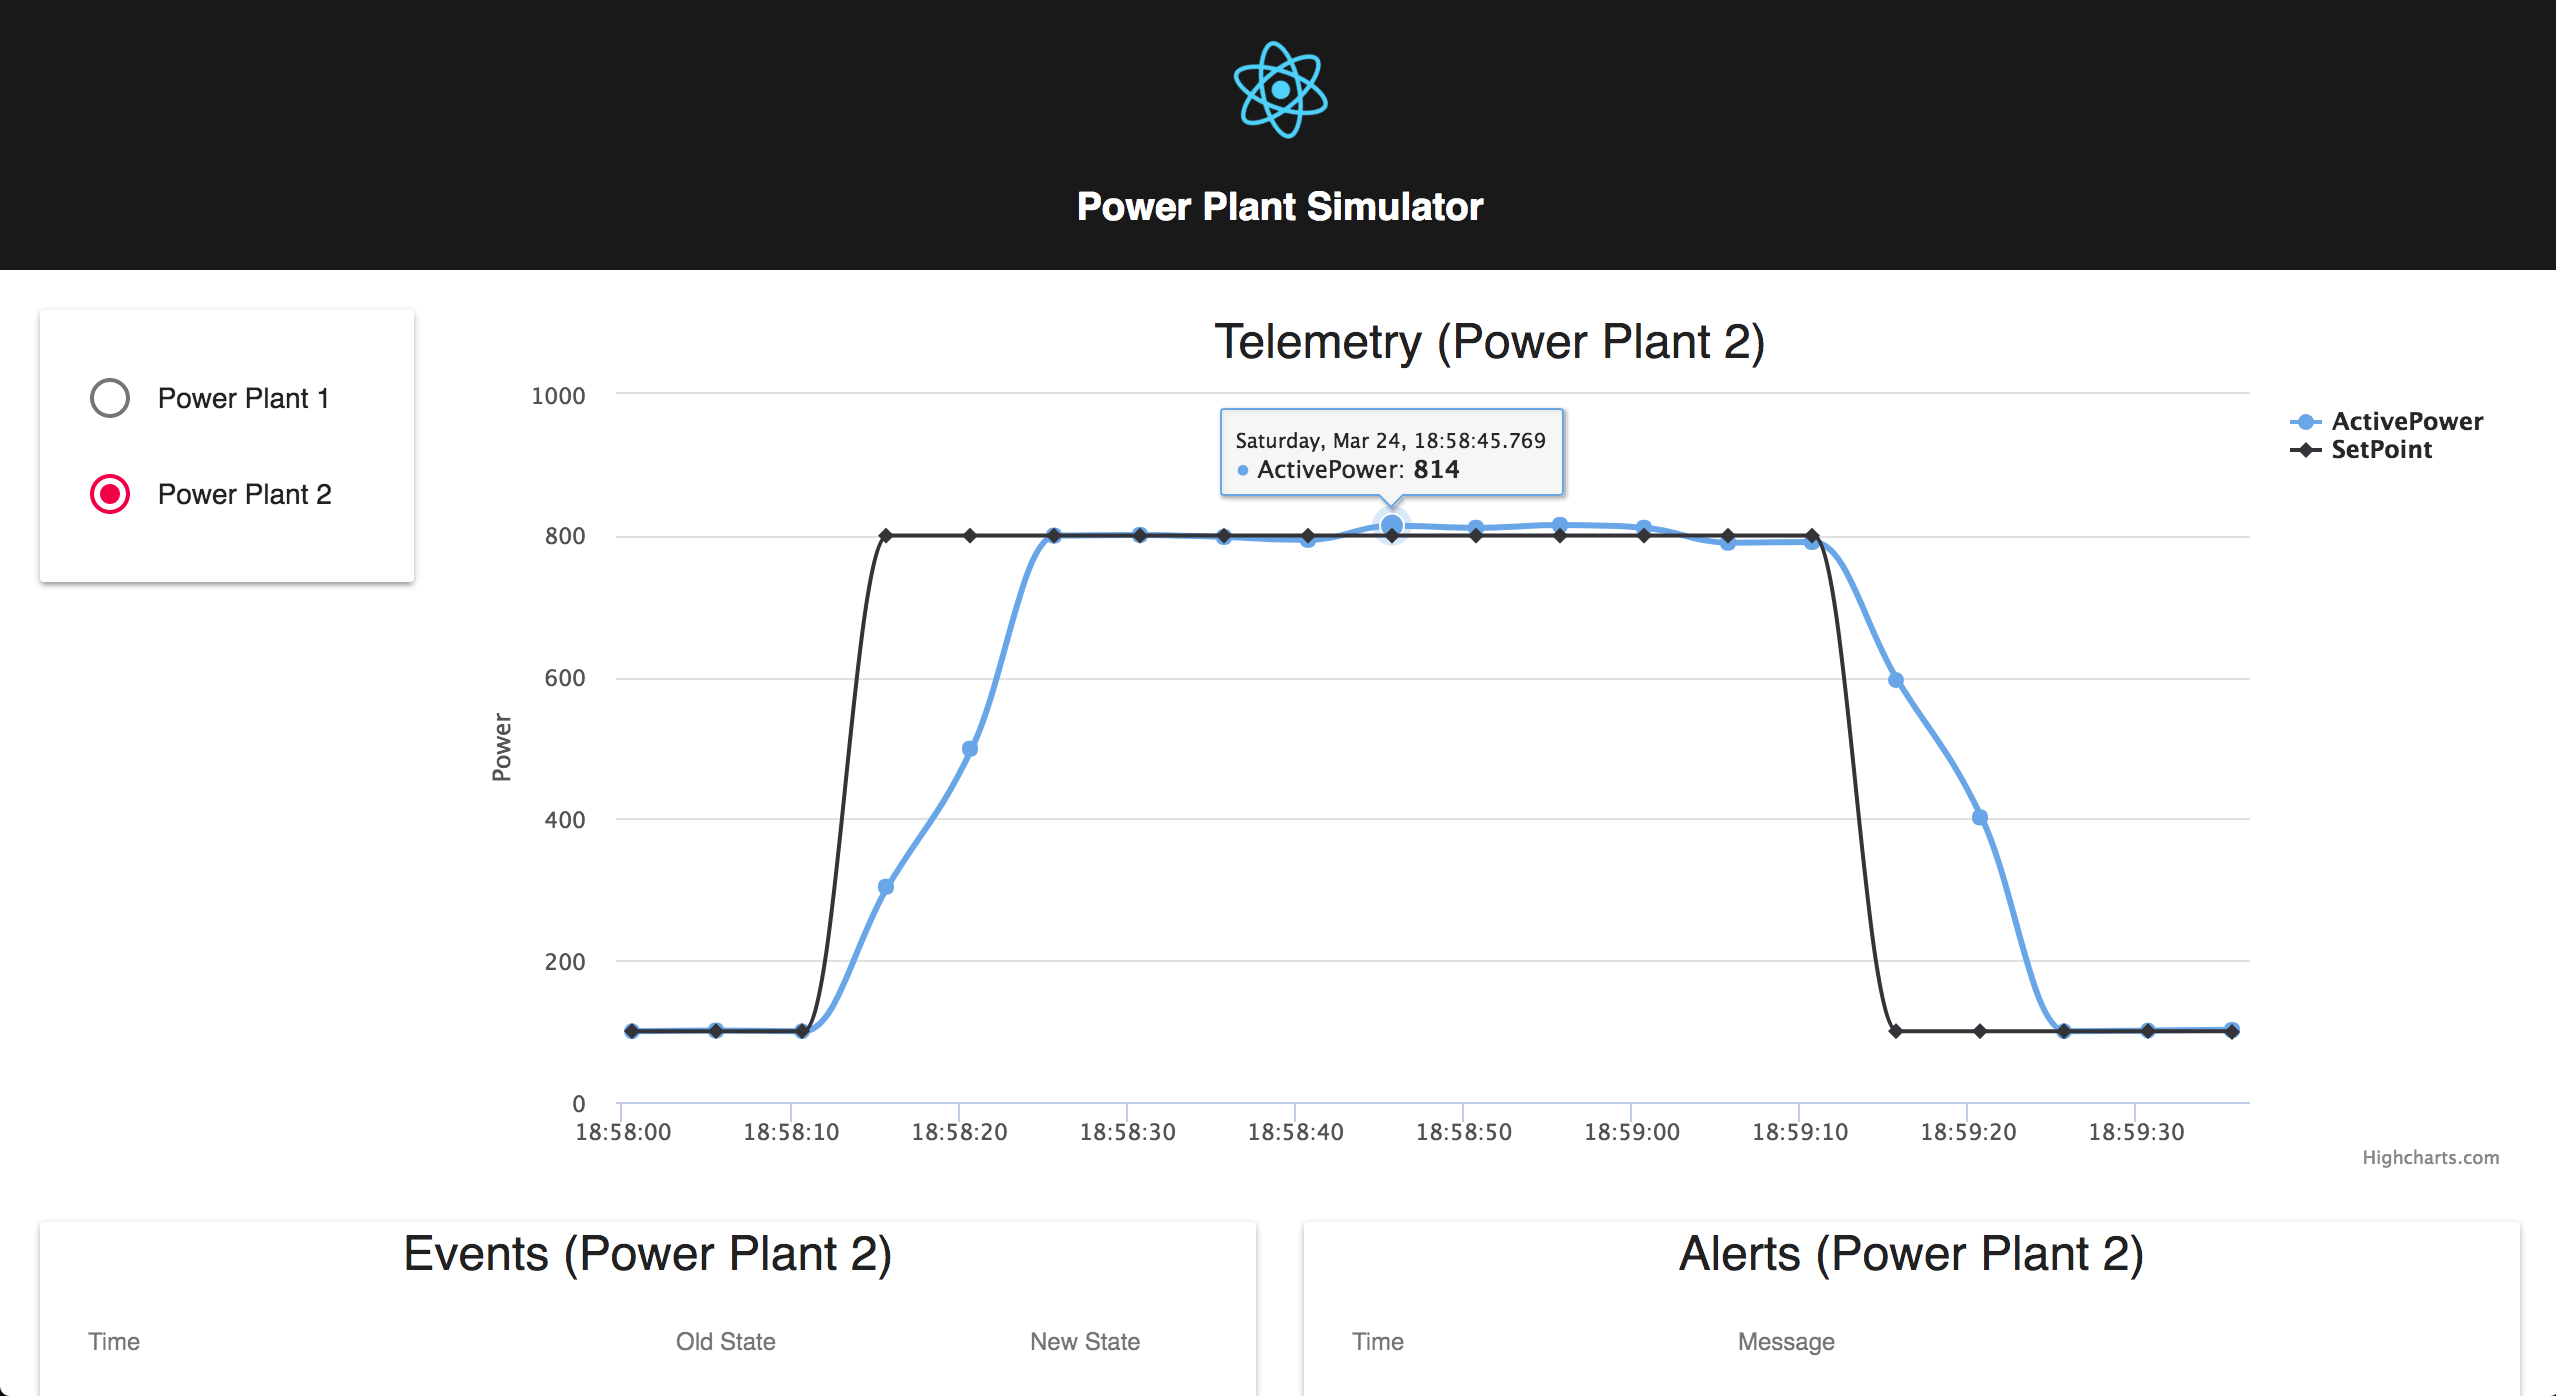 Power Plant Simulator
Power Plant 1
Power Plant 2
Telemetry (Power Plant 2)
1000
800
600
400
200
0
Power
Saturday, Mar 24, 18:58:45.769
ActivePower: 814
ActivePower
SetPoint
18:58:00 18:58:10 18:58:20 18:58:30 18:58:40 18:58:50 18:59:00 18:59:10 18:59:20 18:59:30
Highcharts.com
Events (Power Plant 2)
Time Old State New State
Alerts (Power Plant 2)
Time Message